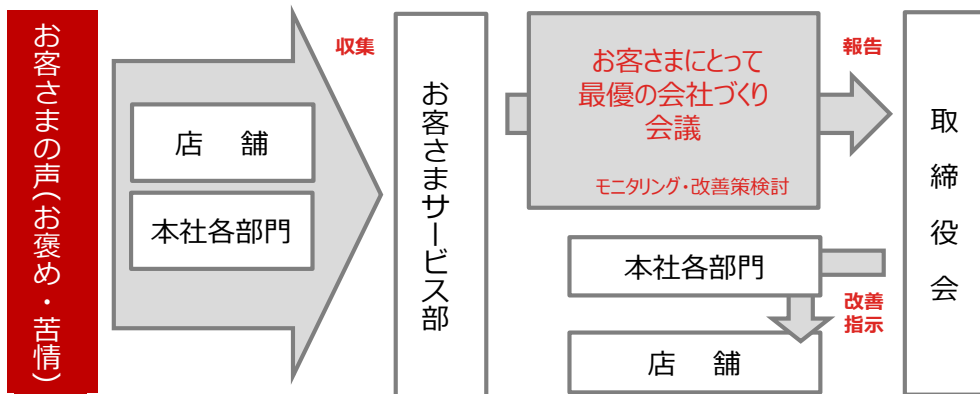 お客さまの声(お褒め・苦情)
収集
店　舗
本社各部門
お客さまサービス部
お客さまにとって
最優の会社づくり
会議
モニタリング・改善策検討
報告
取締役会
本社各部門
改善
指示
店　舗